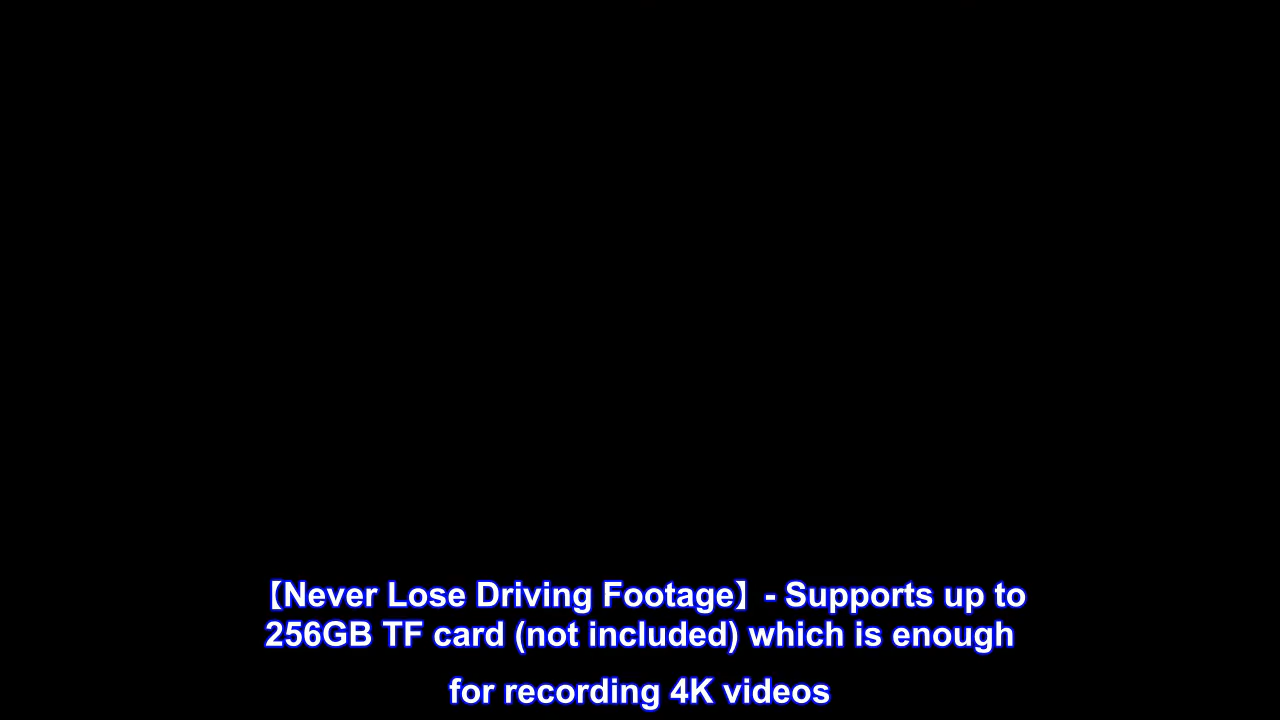 【Never Lose Driving Footage】- Supports up to
256GB TF card (not included) which is enough
for recording 4K videos